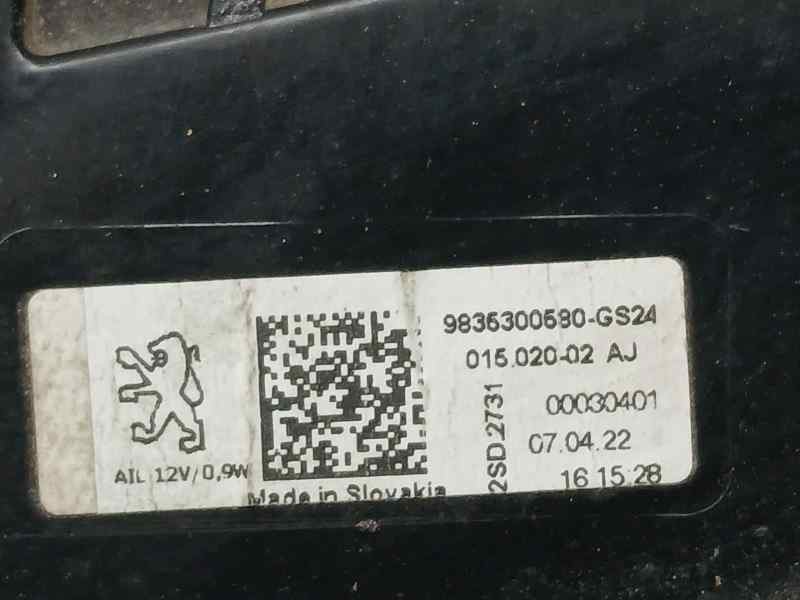 9836300680-GS24
015.020-02 AJ
2SD.2731
00030401
07.04.22
16 15:28
AIL 12V/0,9W
Made in Slovakia